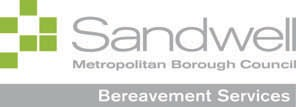 Sandwell
Metropolitan Borough Council
Bereavement Services